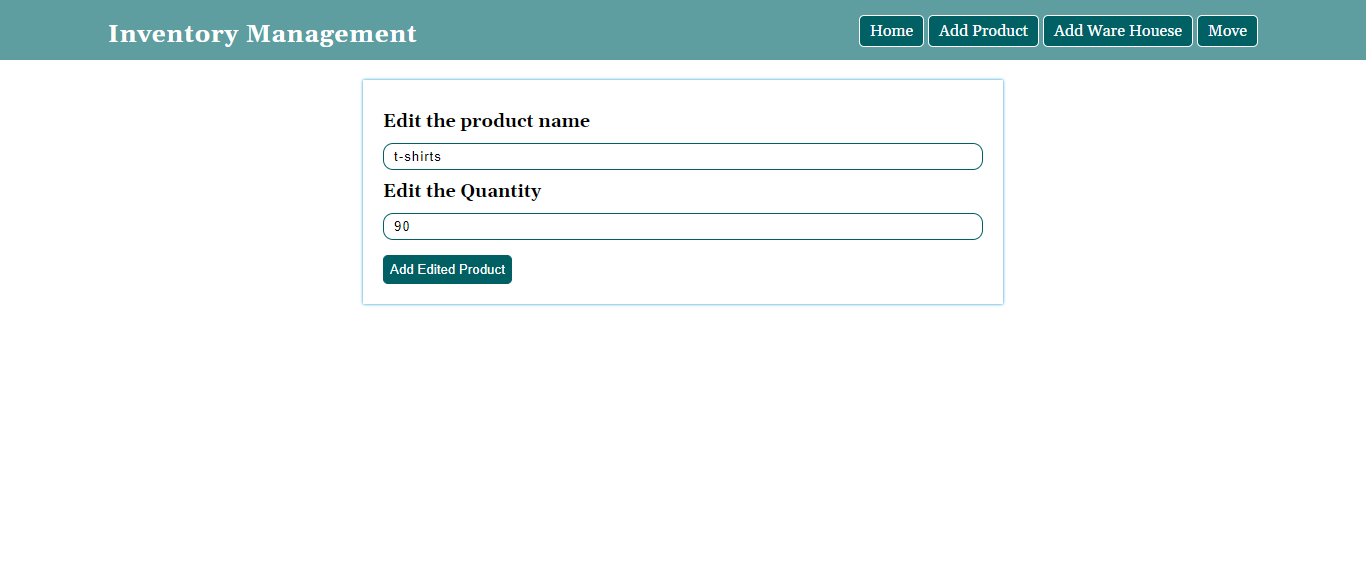 Inventory Management
Home Add Product Add Ware Houese Move
Edit the product name
t-shirts
Edit the Quantity
90
Add Edited Product